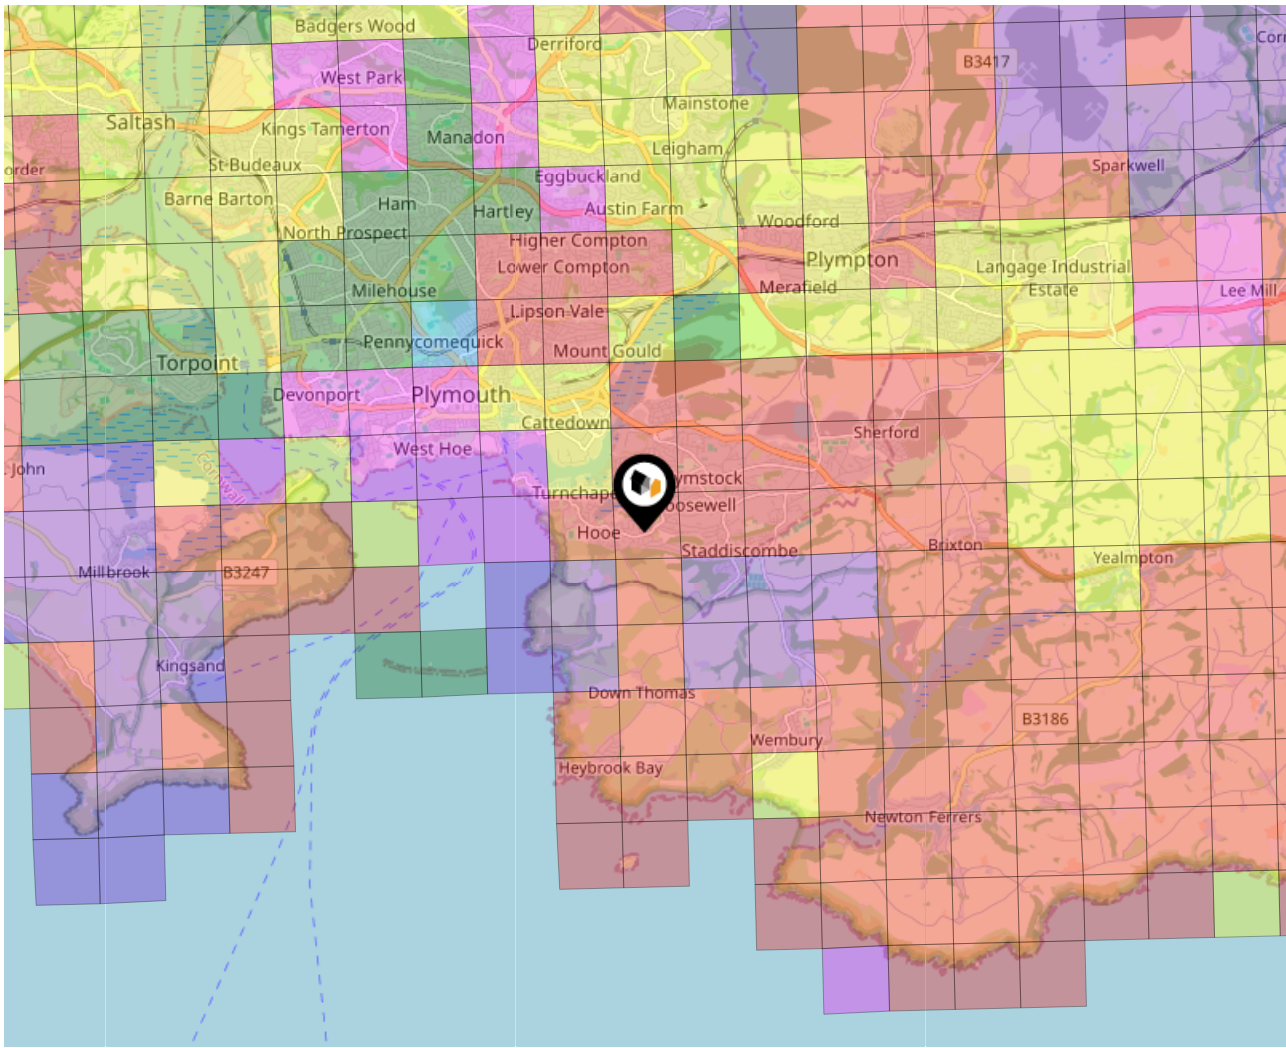 Badgers Wood
Derriford
Corn
B3417
West Park
Mainstone
Saltash
Kings Tamerton
Manadon
Leigham
St Budeaux
order
Eggbuckland
Sparkwell
Barne Barton
Ham
Hartley
Austin Farm
Woodford
North Prospect
Higher Compton
Lower Compton
Plympton
Langage Industrial
Estate
Milehouse
Merafield
Lee Mill
Lipson Vale
Pennycomequick
Mount Gould
Torpoint
Devonport
Plymouth
Cattedown
Sherford
West Hoe
. John
Cornwall
ymstock
Turnchap
oosewell
Hooe
Staddiscombe
Brixton
Yealmpton
Millbrook
B3247
Kingsand
Down Thomas
B3186
Wembury
Heybrook Bay
Newton Ferrers